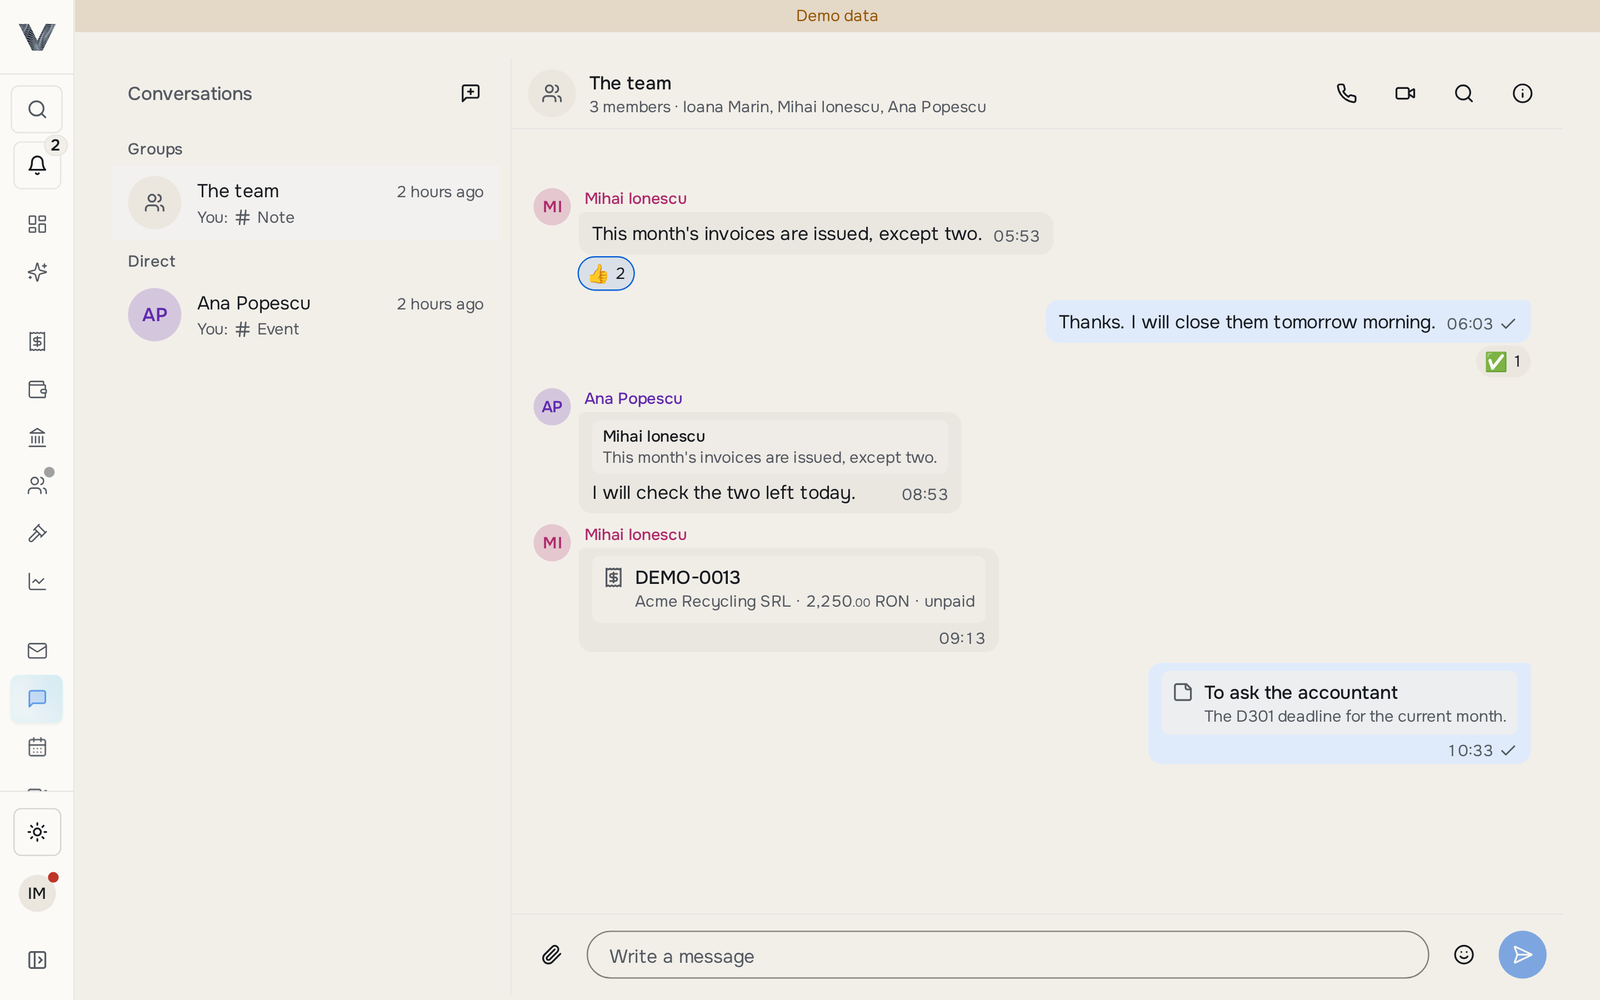 Demo data
2
Conversations
Groups
The team
2 hours ago
You: # Note
Direct
AP
Ana Popescu
2 hours ago
You: # Event
IM
The team
3 members · Ioana Marin, Mihai Ionescu, Ana Popescu
MI
Mihai Ionescu
This month's invoices are issued, except two. 05:53
👍 2
Thanks. I will close them tomorrow morning. 06:03
✅ 1
AP
Ana Popescu
Mihai Ionescu
This month's invoices are issued, except two.
I will check the two left today. 08:53
MI
Mihai Ionescu
DEMO-0013
Acme Recycling SRL · 2,250.00 RON · unpaid
09:13
To ask the accountant
The D301 deadline for the current month.
10:33
Write a message